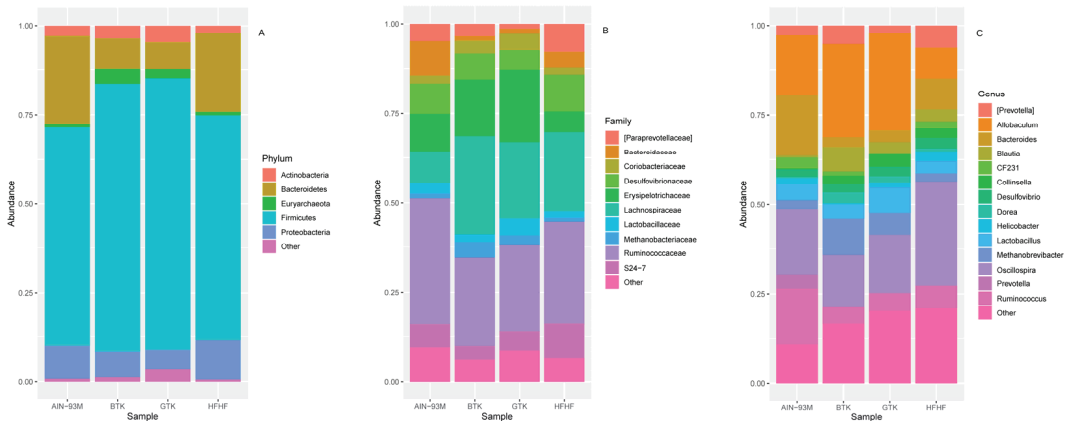 A
1.00
0.75
0.50
0.25
0.00
Abundance
AIN-93M BTK GTK HFHF
Sample
Phylum
Actinobacteria
Bacteroidetes
Euryarchaeota
Firmicutes
Proteobacteria
Other
B
1.00
0.75
0.50
0.25
0.00
Abundance
AIN-93M BTK GTK HFHF
Sample
Family
[Paraprevotellaceae]
Bacteroidaceae
Coriobacteriaceae
Desulfovibrionaceae
Erysipelotrichaceae
Lachnospiraceae
Lactobacillaceae
Methanobacteriaceae
Ruminococcaceae
S24-7
Other
C
1.00
0.75
0.50
0.25
0.00
Abundance
AIN-93M BTK GTK HFHF
Sample
Genus
[Prevotella]
Allobaculum
Bacteroides
Blautia
CF231
Collinsella
Desulfovibrio
Dorea
Helicobacter
Lactobacillus
Methanobrevibacter
Oscillospira
Prevotella
Ruminococcus
Other